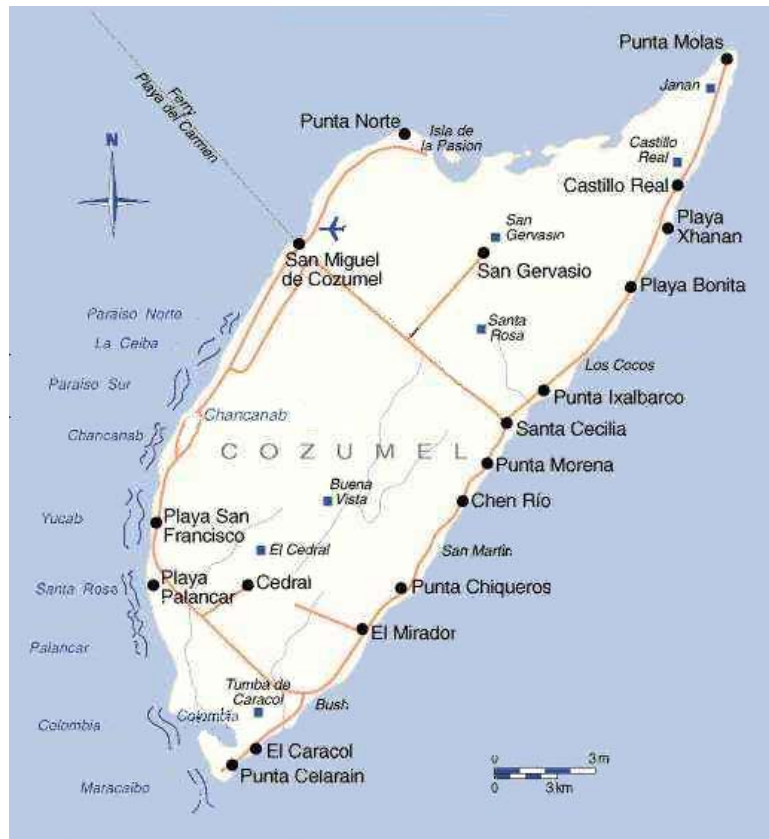 Punta Molas
Janan
Ferry
Playa del Carmen
Punta Norte
Isla de
la Pasion
N
Castillo
Real
Castillo Real
San
Gervasin
Playa
Xhanan
San Miguel
de Cozumel
San Gervasio
Playa Bonita
Paraiso Norte
Santa
Rosa
La Ceiba
Los Cocos
Paraiso Sur
Punta Ixalbarco
Chancanab
Santa Cecilia
Chancanab
COZUMEL
Punta Morena
Buena
Vista
Chen Río
Yucab
Playa San
Francisco
San Martin
El Cedral
Santa Rosa
Playa
Palancar
Cedral
Punta Chiqueros
El Mirador
Palancar
Tumba de
Caracol
Bush
Colombia
Colombia
El Caracol
Punta Celarain
Maracaibo
0 3m
0 3km